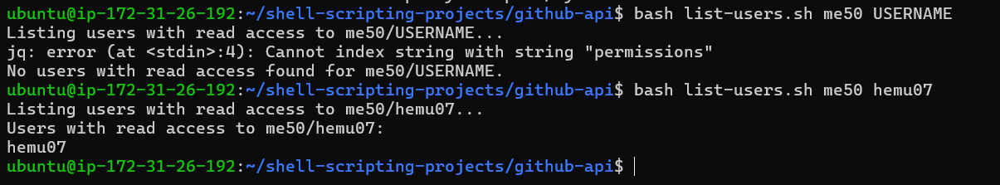 ubuntu@ip-172-31-26-192:~/shell-scripting-projects/github-api$ bash list-users.sh me50 USERNAME
Listing users with read access to me50/USERNAME...
jq: error (at <stdin>:4): Cannot index string with string "permissions"
No users with read access found for me50/USERNAME.
ubuntu@ip-172-31-26-192:~/shell-scripting-projects/github-api$ bash list-users.sh me50 hemu07
Listing users with read access to me50/hemu07...
Users with read access to me50/hemu07:
hemu07
ubuntu@ip-172-31-26-192:~/shell-scripting-projects/github-api$